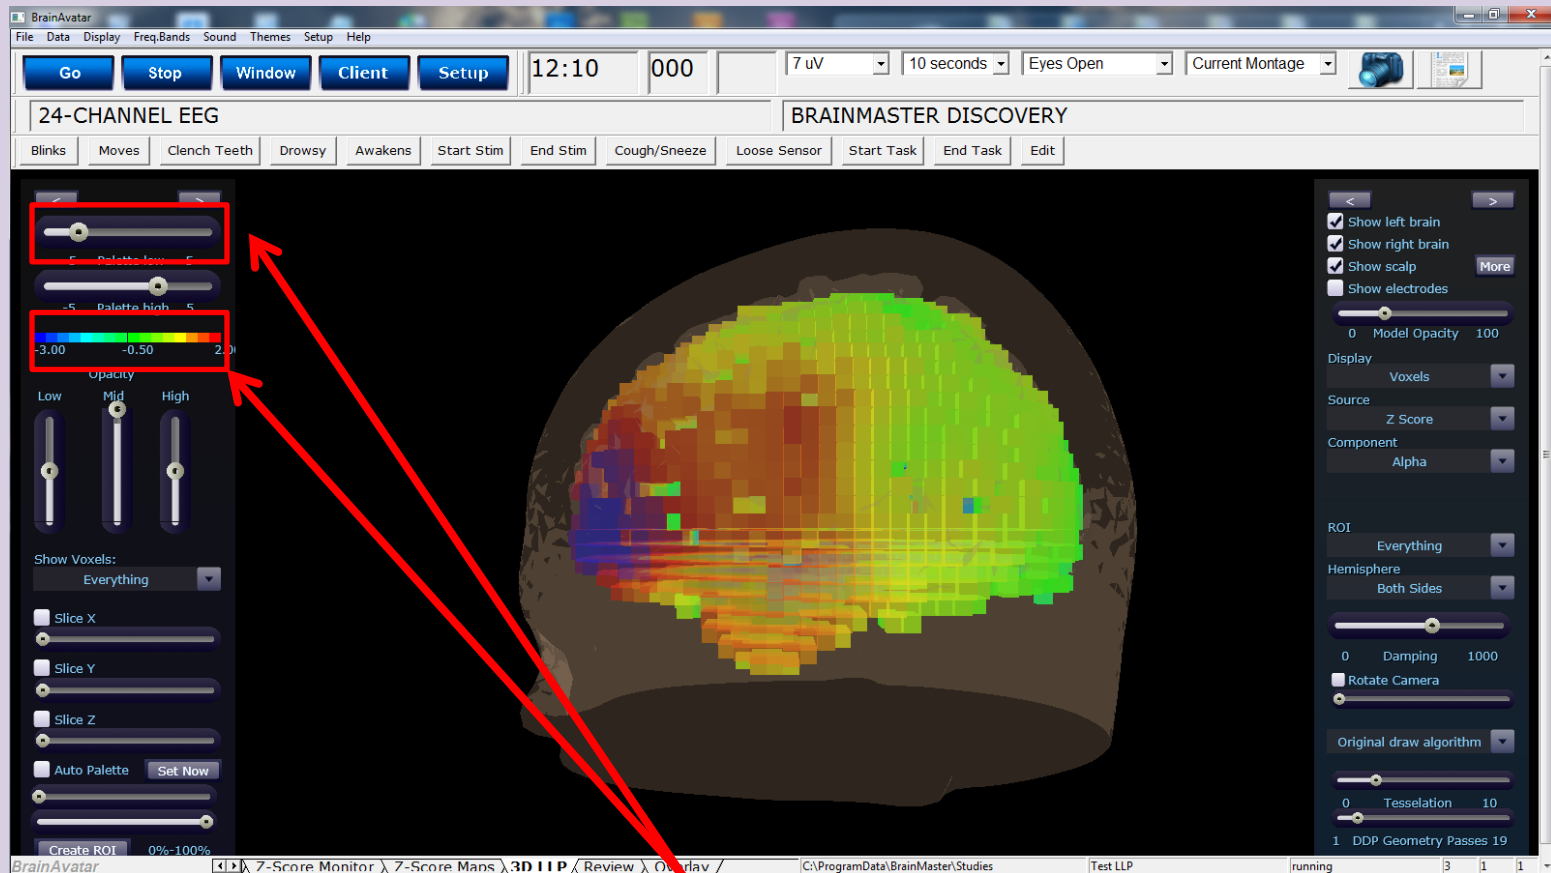 BrainAvatar
File Data Display Freq.Bands Sound Themes Setup Help
Go Stop Window Client Setup 12:10 000 7 uV 10 seconds Eyes Open Current Montage
24-CHANNEL EEG BRAINMASTER DISCOVERY
Blinks Moves Clench Teeth Drowsy Awakens Start Stim End Stim Cough/Sneeze Loose Sensor Start Task End Task Edit
< >
-5 Palette low 5
-5 Palette high 5
-3.00 -0.50 2.0
Opacity
Low Mid High
Show Voxels:
Everything
Slice X
Slice Y
Slice Z
Auto Palette Set Now
Create ROI 0%-100%
< >
Show left brain
Show right brain
Show scalp More
Show electrodes
0 Model Opacity 100
Display
Voxels
Source
Z Score
Component
Alpha
ROI
Everything
Hemisphere
Both Sides
0 Damping 1000
Rotate Camera
Original draw algorithm
0 Tesselation 10
1 DDP Geometry Passes 19
BrainAvatar Z-Score Monitor Z-Score Maps 3D LLP Review Overlay C:\ProgramData\BrainMaster\Studies Test LLP running 3 1 1